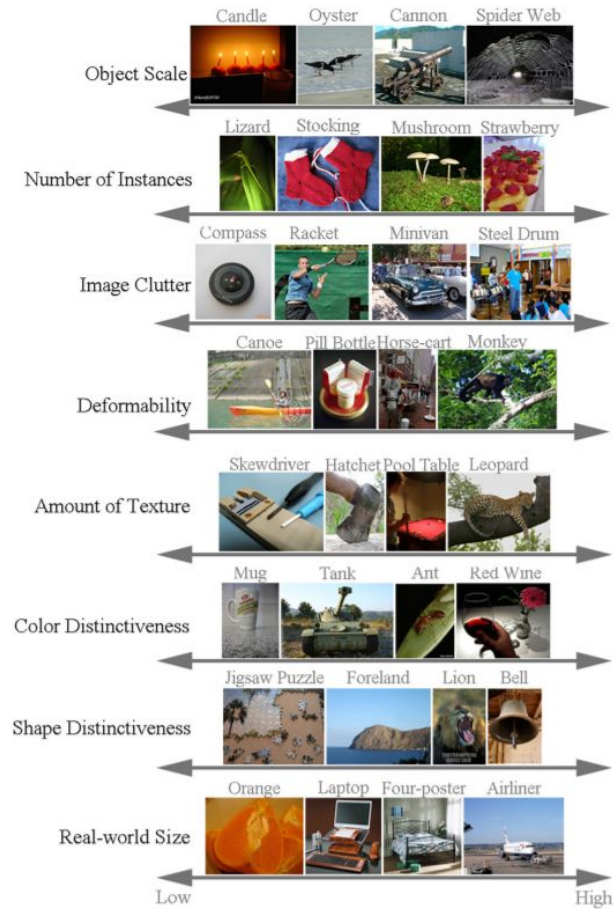 Candle Oyster Cannon Spider Web
Object Scale
Lizard Stocking Mushroom Strawberry
Number of Instances
Compass Racket Minivan Steel Drum
Image Clutter
Canoe Pill Bottle Horse-cart Monkey
Deformability
Skewdriver Hatchet Pool Table Leopard
Amount of Texture
Mug Tank Ant Red Wine
Color Distinctiveness
Jigsaw Puzzle Foreland Lion Bell
Shape Distinctiveness
Orange Laptop Four-poster Airliner
Real-world Size
Low High